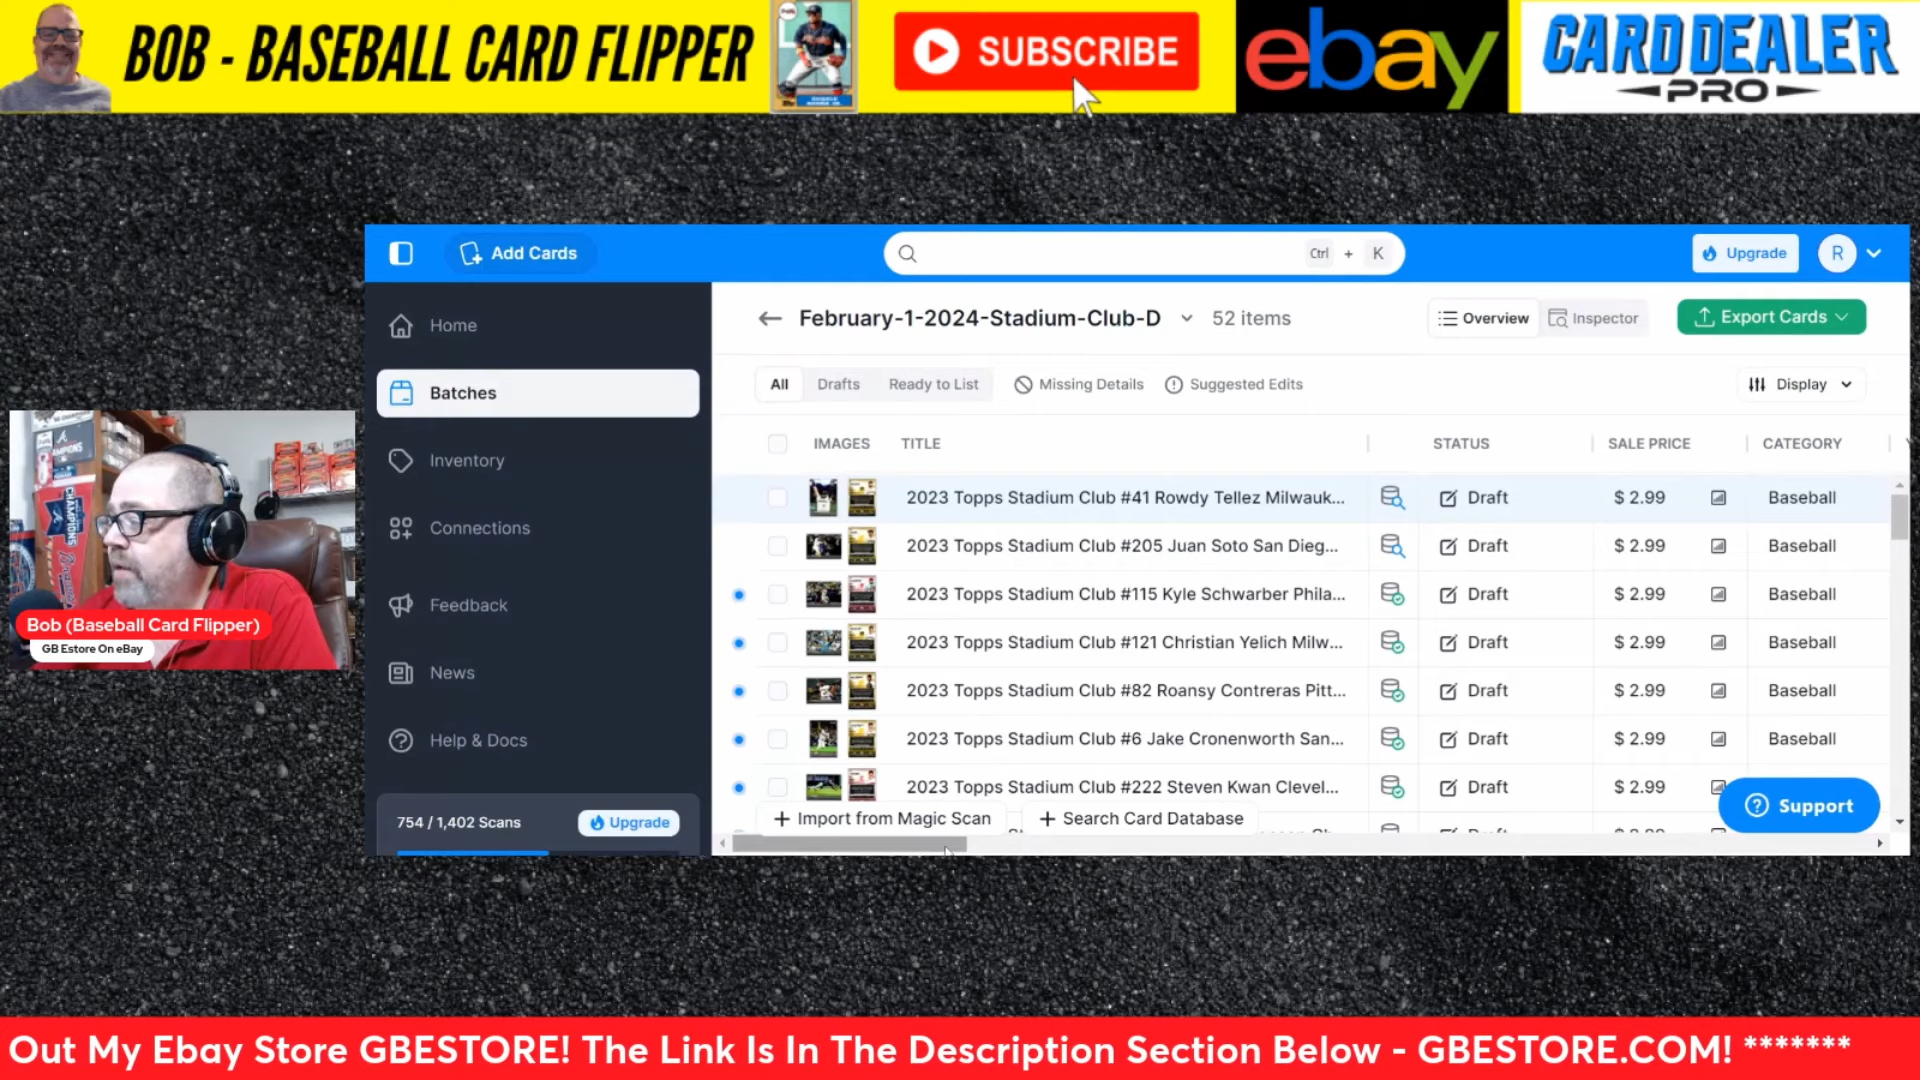 BOB - BASEBALL CARD FLIPPER
SUBSCRIBE
ebay
CARD DEALER
PRO
Add Cards
Ctrl + K
Upgrade
R
Home
Batches
Inventory
Connections
Feedback
News
Help & Docs
754 / 1,402 Scans
Upgrade
February-1-2024-Stadium-Club-D
52 items
Overview
Inspector
Export Cards
All
Drafts
Ready to List
Missing Details
Suggested Edits
Display
IMAGES TITLE STATUS SALE PRICE CATEGORY
2023 Topps Stadium Club #41 Rowdy Tellez Milwauk... Draft $ 2.99 Baseball
2023 Topps Stadium Club #205 Juan Soto San Dieg... Draft $ 2.99 Baseball
2023 Topps Stadium Club #115 Kyle Schwarber Phila... Draft $ 2.99 Baseball
2023 Topps Stadium Club #121 Christian Yelich Milw... Draft $ 2.99 Baseball
2023 Topps Stadium Club #82 Roansy Contreras Pitt... Draft $ 2.99 Baseball
2023 Topps Stadium Club #6 Jake Cronenworth San... Draft $ 2.99 Baseball
2023 Topps Stadium Club #222 Steven Kwan Clevel... Draft $ 2.99 Baseball
+ Import from Magic Scan
+ Search Card Database
Support
CHAMPIONS
Bob (Baseball Card Flipper)
GB Estore On eBay
Out My Ebay Store GBESTORE! The Link Is In The Description Section Below - GBESTORE.COM! *******